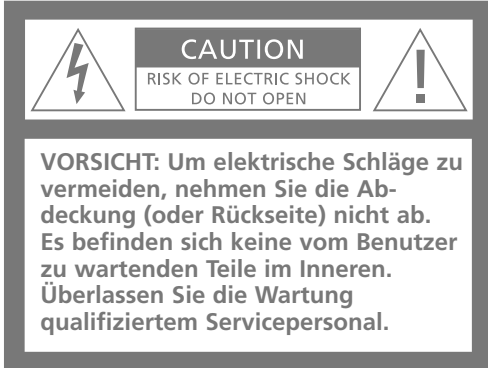 CAUTION
RISK OF ELECTRIC SHOCK
DO NOT OPEN
VORSICHT: Um elektrische Schläge zu
vermeiden, nehmen Sie die Ab-
deckung (oder Rückseite) nicht ab.
Es befinden sich keine vom Benutzer
zu wartenden Teile im Inneren.
Überlassen Sie die Wartung
qualifiziertem Servicepersonal.